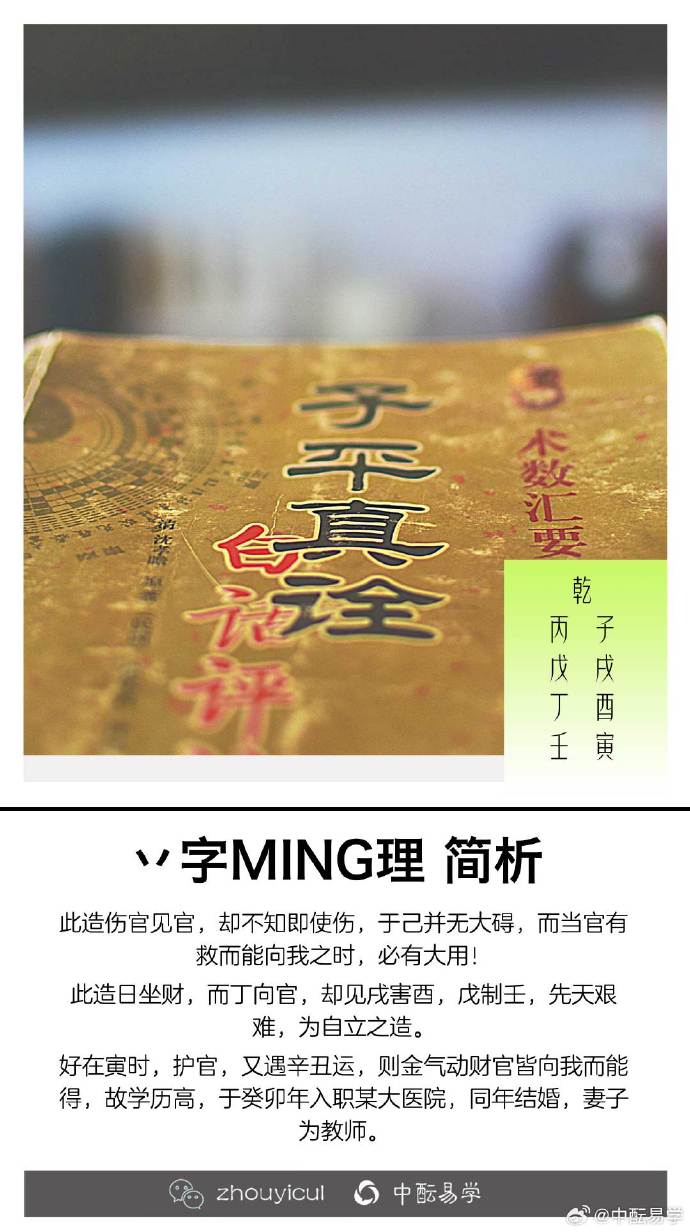 子平真诠
白话评
术数汇要
清 沈孝瞻 原著
乾
丙 子
戊 戌
丁 酉
壬 寅
丷字MING理 简析
此造伤官见官，却不知即使伤，于己并无大碍，而当官有
救而能向我之时，必有大用！
此造日坐财，而丁向官，却见戌害酉，戊制壬，先天艰
难，为自立之造。
好在寅时，护官，又遇辛丑运，则金气动财官皆向我而能
得，故学历高，于癸卯年入职某大医院，同年结婚，妻子
为教师。
zhouyicul 中酝易学
@中酝易学